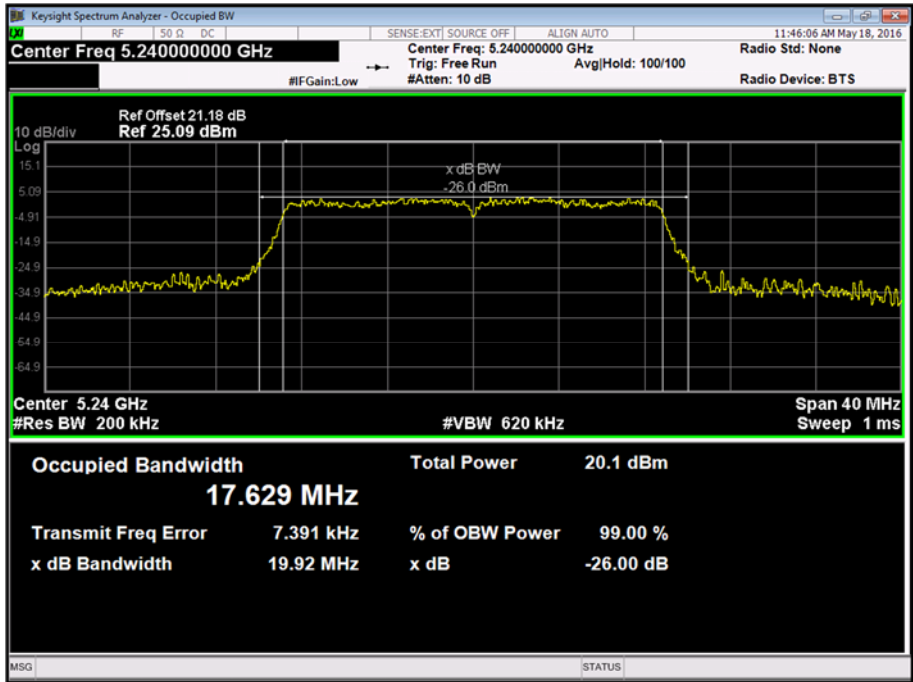 Keysight Spectrum Analyzer - Occupied BW
LXI RF 50 Ω DC SENSE:EXT SOURCE OFF ALIGN AUTO 11:46:06 AM May 18, 2016
Center Freq 5.240000000 GHz Center Freq: 5.240000000 GHz Radio Std: None
Trig: Free Run Avg|Hold: 100/100
#IFGain:Low #Atten: 10 dB Radio Device: BTS
Ref Offset 21.18 dB
10 dB/div Ref 25.09 dBm
Log
15.1
x dB BW
5.09
-26.0 dBm
-4.91
-14.9
-24.9
-34.9
-44.9
-54.9
-64.9
Center 5.24 GHz Span 40 MHz
#Res BW 200 kHz #VBW 620 kHz Sweep 1 ms
Occupied Bandwidth Total Power 20.1 dBm
17.629 MHz
Transmit Freq Error 7.391 kHz % of OBW Power 99.00 %
x dB Bandwidth 19.92 MHz x dB -26.00 dB
MSG STATUS